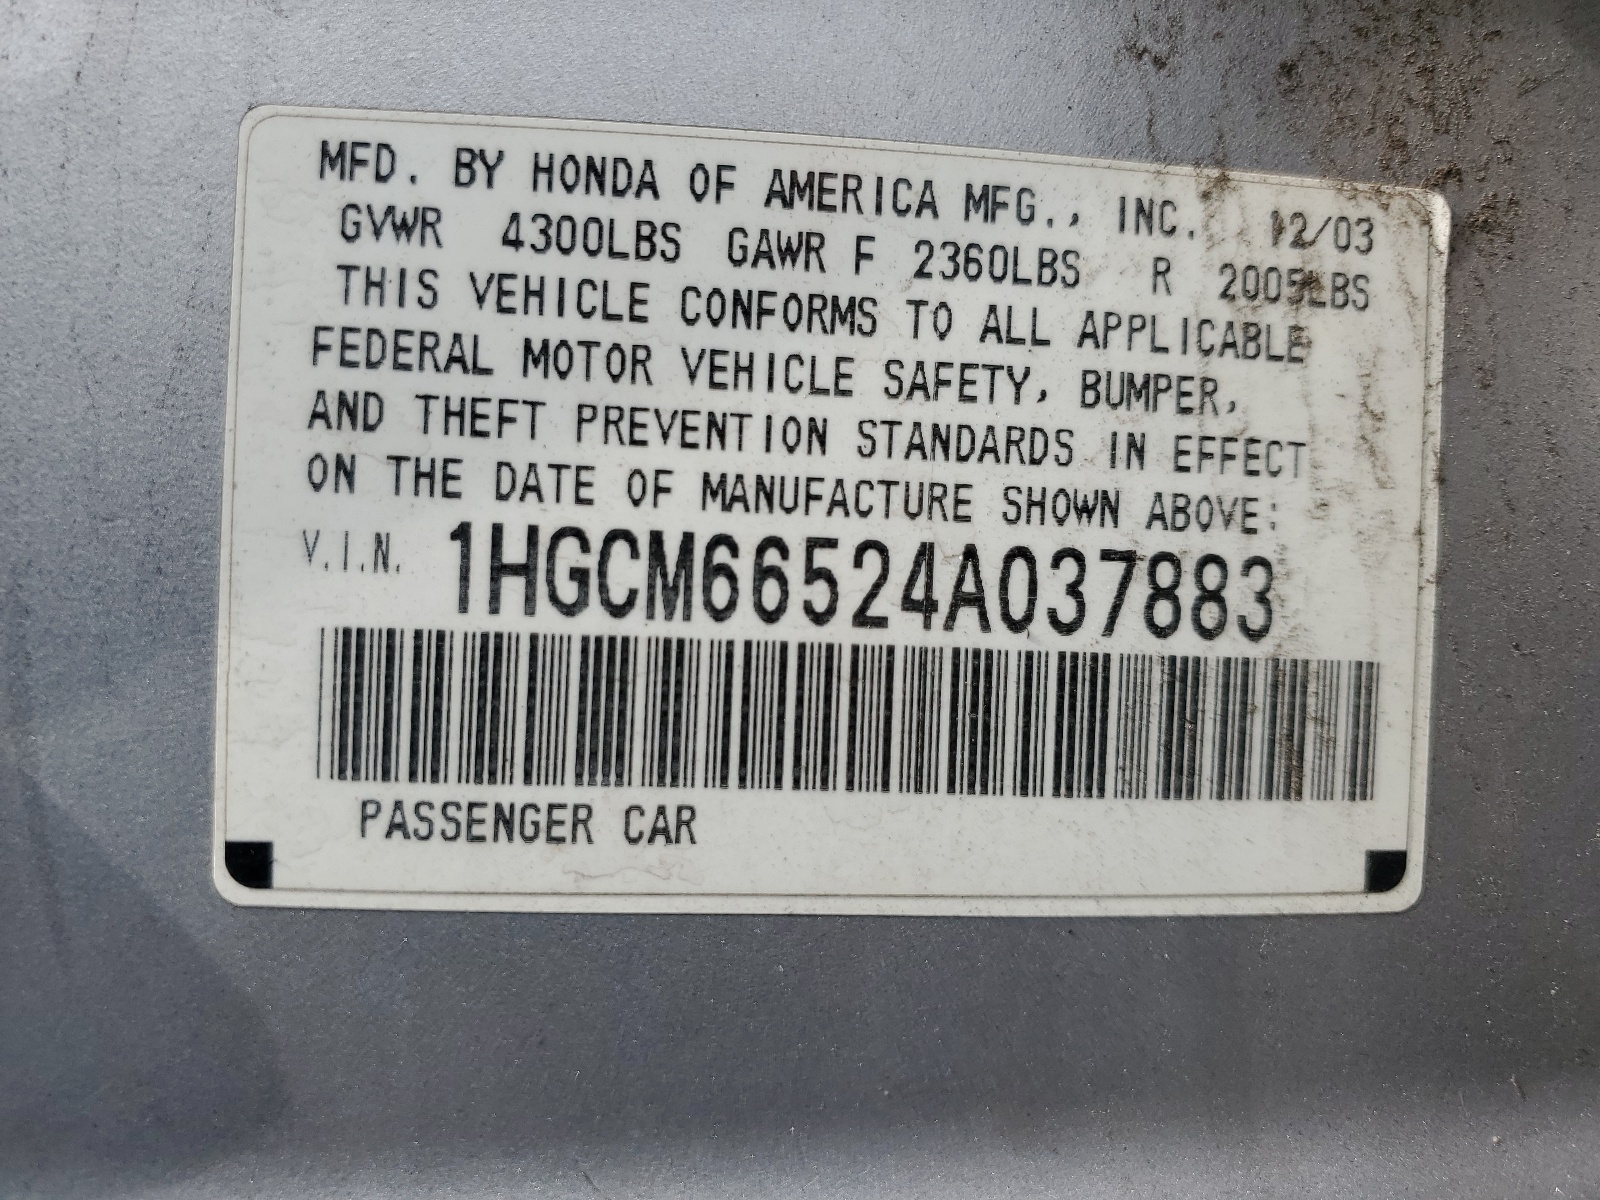 MFD. BY HONDA OF AMERICA MFG., INC. 12/03
GVWR 4300LBS GAWR F 2360LBS R 2005LBS
THIS VEHICLE CONFORMS TO ALL APPLICABLE
FEDERAL MOTOR VEHICLE SAFETY, BUMPER,
AND THEFT PREVENTION STANDARDS IN EFFECT
ON THE DATE OF MANUFACTURE SHOWN ABOVE:
V.I.N. 1HGCM66524A037883
PASSENGER CAR